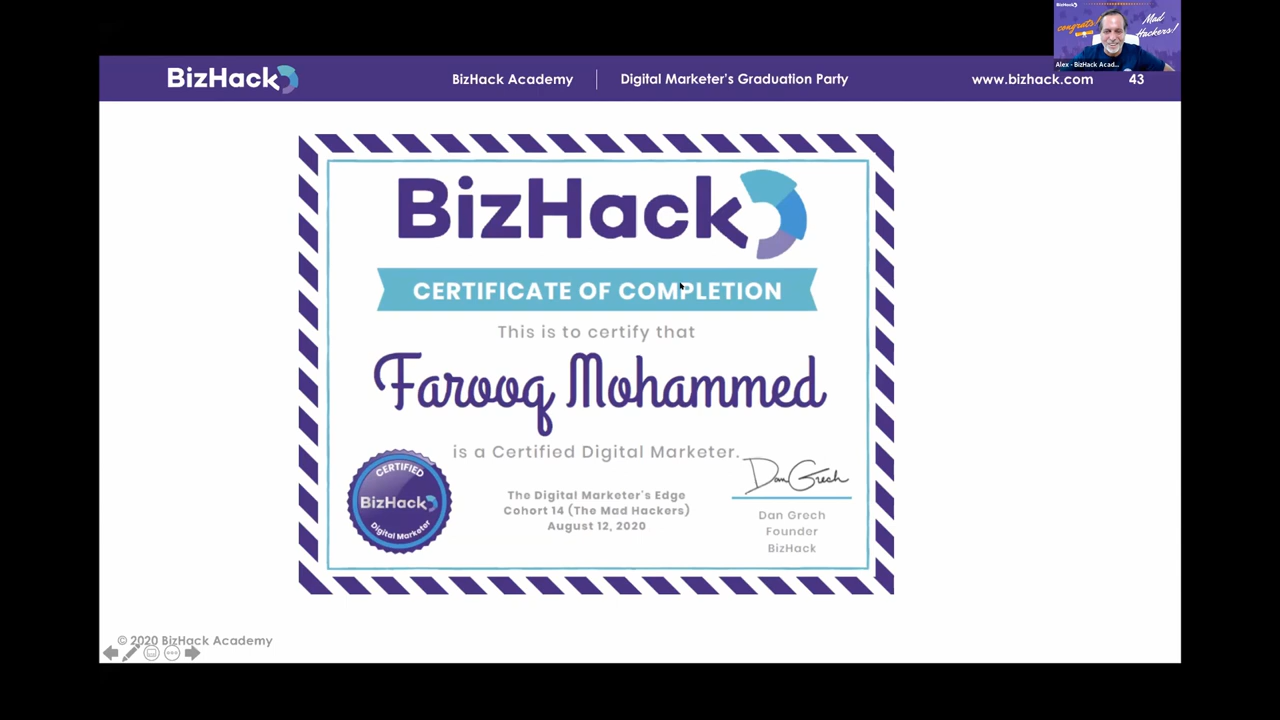 BizHack
congrats!
Mad
Hackers!
Alex - BizHack Acad...
BizHack
BizHack Academy
Digital Marketer's Graduation Party
www.bizhack.com
43
BizHack
CERTIFICATE OF COMPLETION
This is to certify that
Farooq Mohammed
is a Certified Digital Marketer.
CERTIFIED
BizHack
Digital Marketer
The Digital Marketer's Edge
Cohort 14 (The Mad Hackers)
August 12, 2020
Dan Grech
Dan Grech
Founder
BizHack
© 2020 BizHack Academy